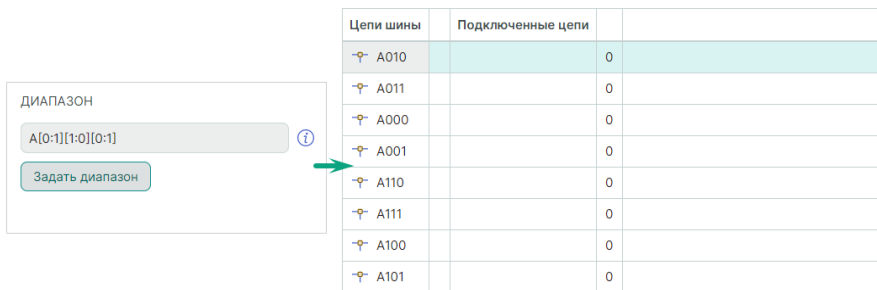 ДИАПАЗОН
A[0:1][1:0][0:1]
Задать диапазон
Цепи шины Подключенные цепи
A010 0
A011 0
A000 0
A001 0
A110 0
A111 0
A100 0
A101 0